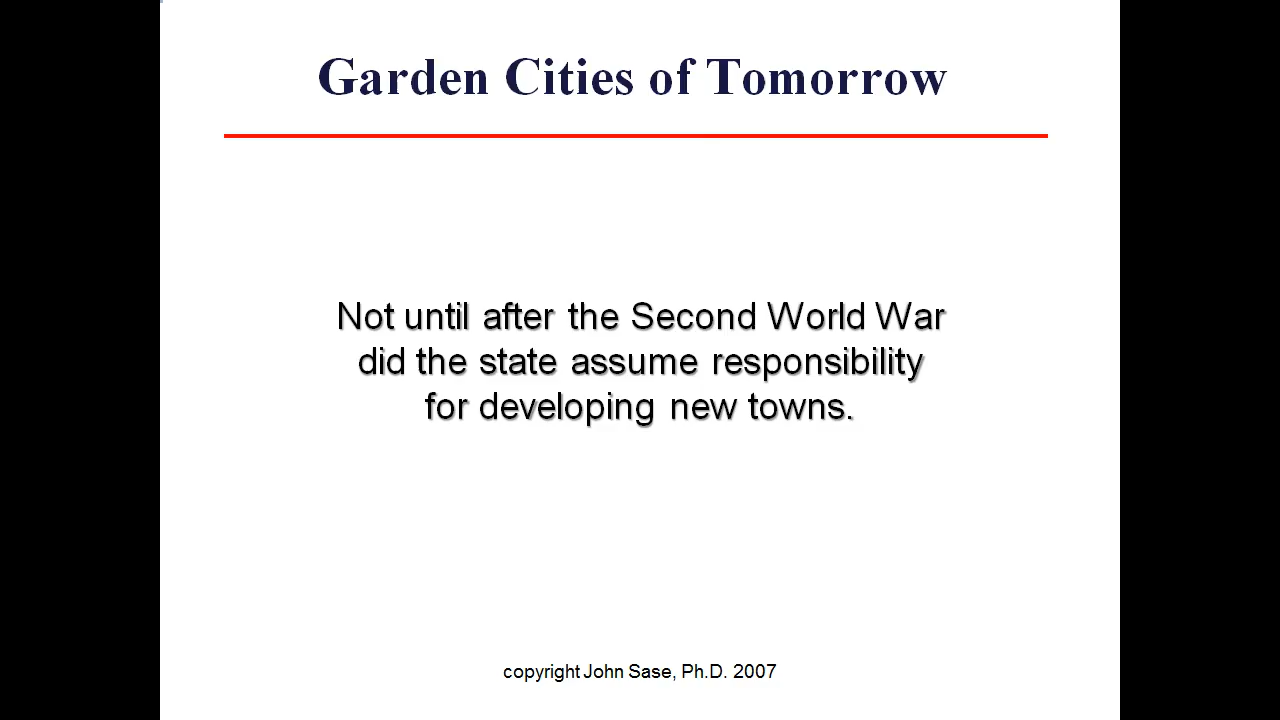 Garden Cities of Tomorrow
Not until after the Second World War
did the state assume responsibility
for developing new towns.
copyright John Sase, Ph.D. 2007